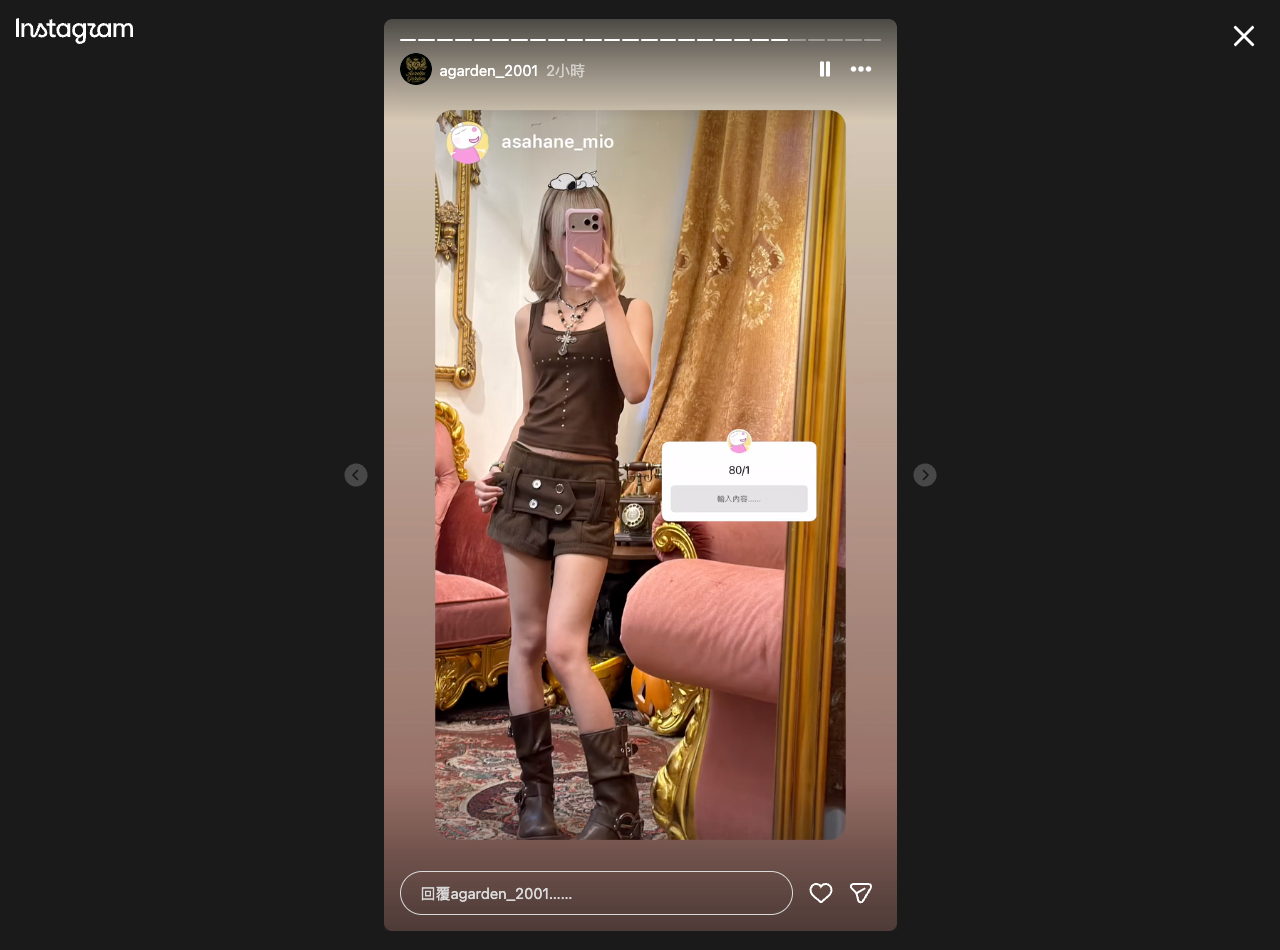 Instagram
agarden_2001 2小時
asahane_mio
80/1
輸入內容......
回覆agarden_2001......